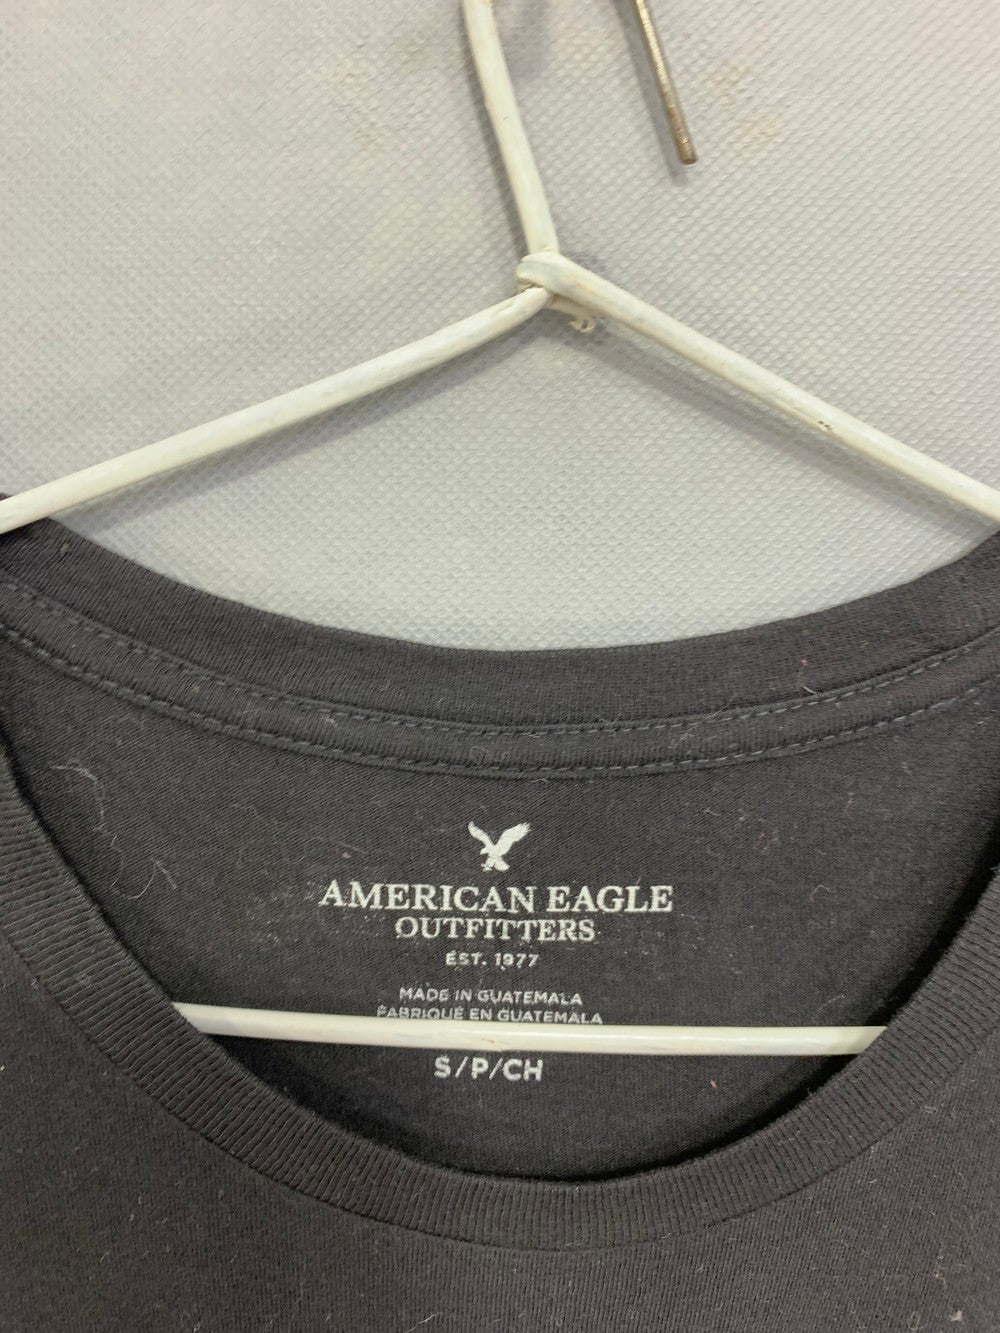 AMERICAN EAGLE
OUTFITTERS
EST. 1977
MADE IN GUATEMALA
FABRIQUÉ EN GUATEMALA
S/P/CH